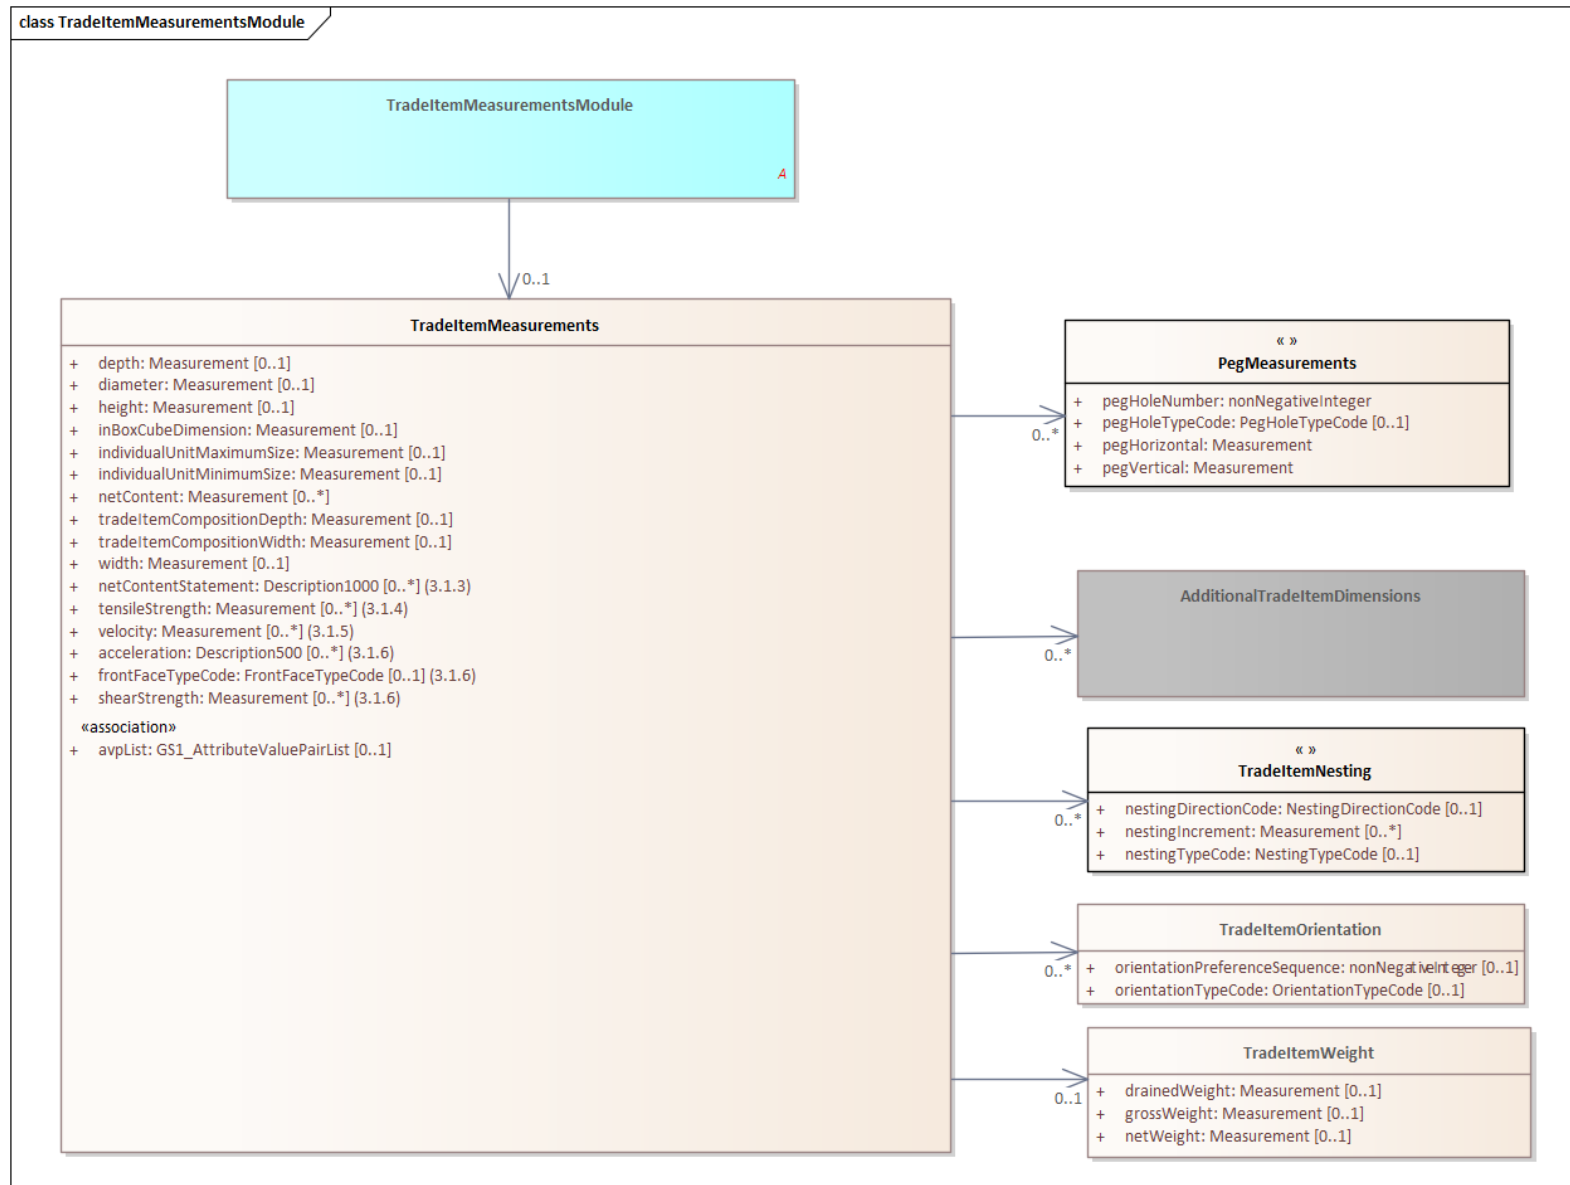 class TradeItemMeasurementsModule
TradeItemMeasurementsModule
A
0..1
TradeItemMeasurements
+ depth: Measurement [0..1]
+ diameter: Measurement [0..1]
+ height: Measurement [0..1]
+ inBoxCubeDimension: Measurement [0..1]
+ individualUnitMaximumSize: Measurement [0..1]
+ individualUnitMinimumSize: Measurement [0..1]
+ netContent: Measurement [0..*]
+ tradeItemCompositionDepth: Measurement [0..1]
+ tradeItemCompositionWidth: Measurement [0..1]
+ width: Measurement [0..1]
+ netContentStatement: Description1000 [0..*] (3.1.3)
+ tensileStrength: Measurement [0..*] (3.1.4)
+ velocity: Measurement [0..*] (3.1.5)
+ acceleration: Description500 [0..*] (3.1.6)
+ frontFaceTypeCode: FrontFaceTypeCode [0..1] (3.1.6)
+ shearStrength: Measurement [0..*] (3.1.6)
«association»
+ avpList: GS1_AttributeValuePairList [0..1]
0..*
« »
PegMeasurements
+ pegHoleNumber: nonNegativeInteger
+ pegHoleTypeCode: PegHoleTypeCode [0..1]
+ pegHorizontal: Measurement
+ pegVertical: Measurement
0..*
AdditionalTradeItemDimensions
0..*
« »
TradeItemNesting
+ nestingDirectionCode: NestingDirectionCode [0..1]
+ nestingIncrement: Measurement [0..*]
+ nestingTypeCode: NestingTypeCode [0..1]
0..*
TradeItemOrientation
+ orientationPreferenceSequence: nonNegativeInteger [0..1]
+ orientationTypeCode: OrientationTypeCode [0..1]
0..1
TradeItemWeight
+ drainedWeight: Measurement [0..1]
+ grossWeight: Measurement [0..1]
+ netWeight: Measurement [0..1]